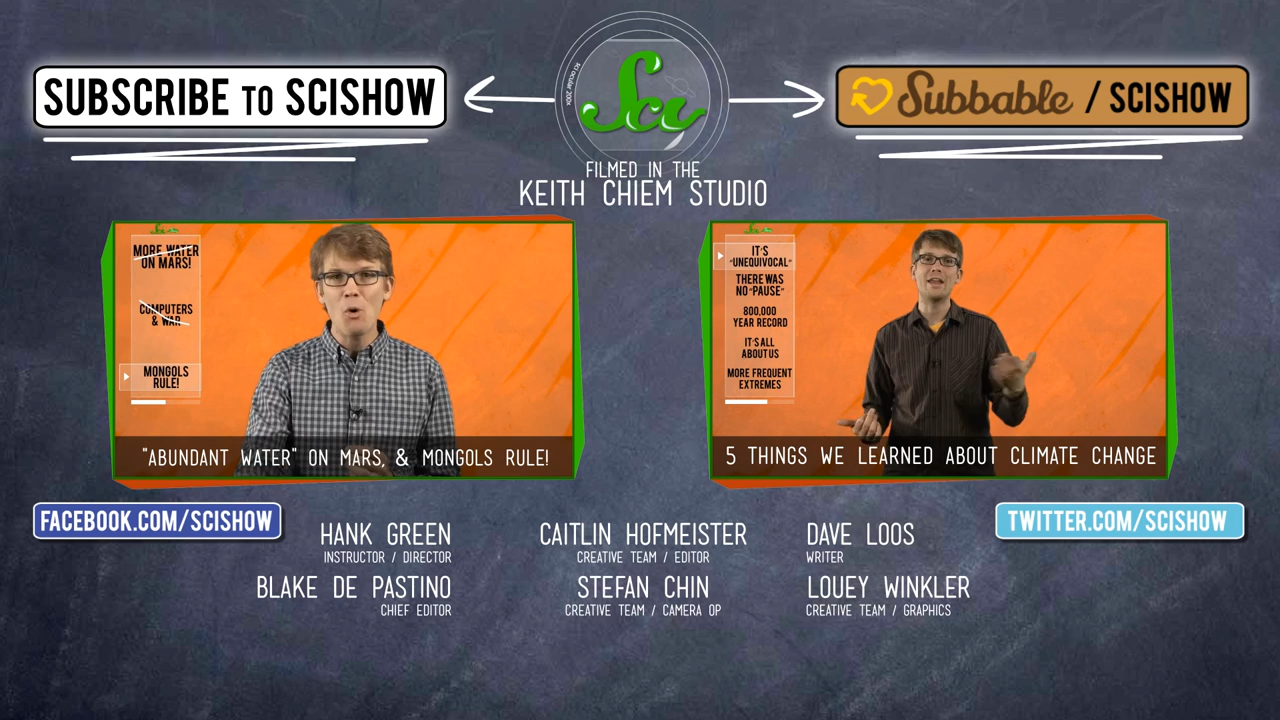 SUBSCRIBE TO SCISHOW
Sci
Subbable / SCISHOW
FILMED IN THE
KEITH CHIEM STUDIO
MORE WATER
ON MARS!
COMPUTERS
& WAR
MONGOLS
RULE!
"ABUNDANT WATER" ON MARS, & MONGOLS RULE!
IT'S
"UNEQUIVOCAL"
THERE WAS
NO "PAUSE"
800,000
YEAR RECORD
IT'S ALL
ABOUT US
MORE FREQUENT
EXTREMES
5 THINGS WE LEARNED ABOUT CLIMATE CHANGE
FACEBOOK.COM/SCISHOW
TWITTER.COM/SCISHOW
HANK GREEN
INSTRUCTOR / DIRECTOR
CAITLIN HOFMEISTER
CREATIVE TEAM / EDITOR
DAVE LOOS
WRITER
BLAKE DE PASTINO
CHIEF EDITOR
STEFAN CHIN
CREATIVE TEAM / CAMERA OP
LOUEY WINKLER
CREATIVE TEAM / GRAPHICS